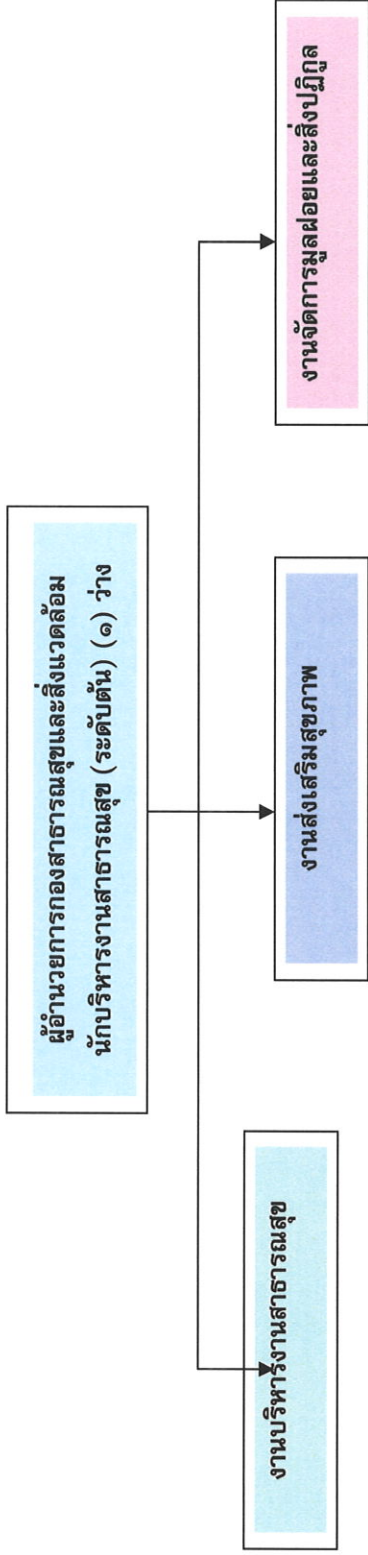 ผู้อำนวยการกองสาธารณสุขและสิ่งแวดล้อม
นักบริหารงานสาธารณสุข (ระดับต้น) (๑) ว่าง
งานบริหารงานสาธารณสุข
งานส่งเสริมสุขภาพ
งานจัดการมูลฝอยและสิ่งปฏิกูล